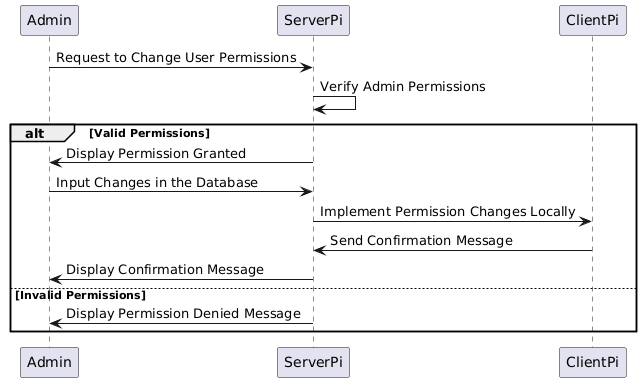 Admin ServerPi ClientPi
Request to Change User Permissions
Verify Admin Permissions
alt [Valid Permissions]
Display Permission Granted
Input Changes in the Database
Implement Permission Changes Locally
Send Confirmation Message
Display Confirmation Message
[Invalid Permissions]
Display Permission Denied Message
Admin ServerPi ClientPi